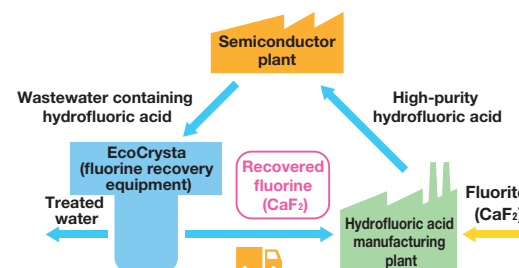 Semiconductor
plant
Wastewater containing
hydrofluoric acid
High-purity
hydrofluoric acid
EcoCrysta
(fluorine recovery
equipment)
Recovered
fluorine
(CaF₂)
Treated
water
Hydrofluoric acid
manufacturing
plant
Fluorite
(CaF₂)